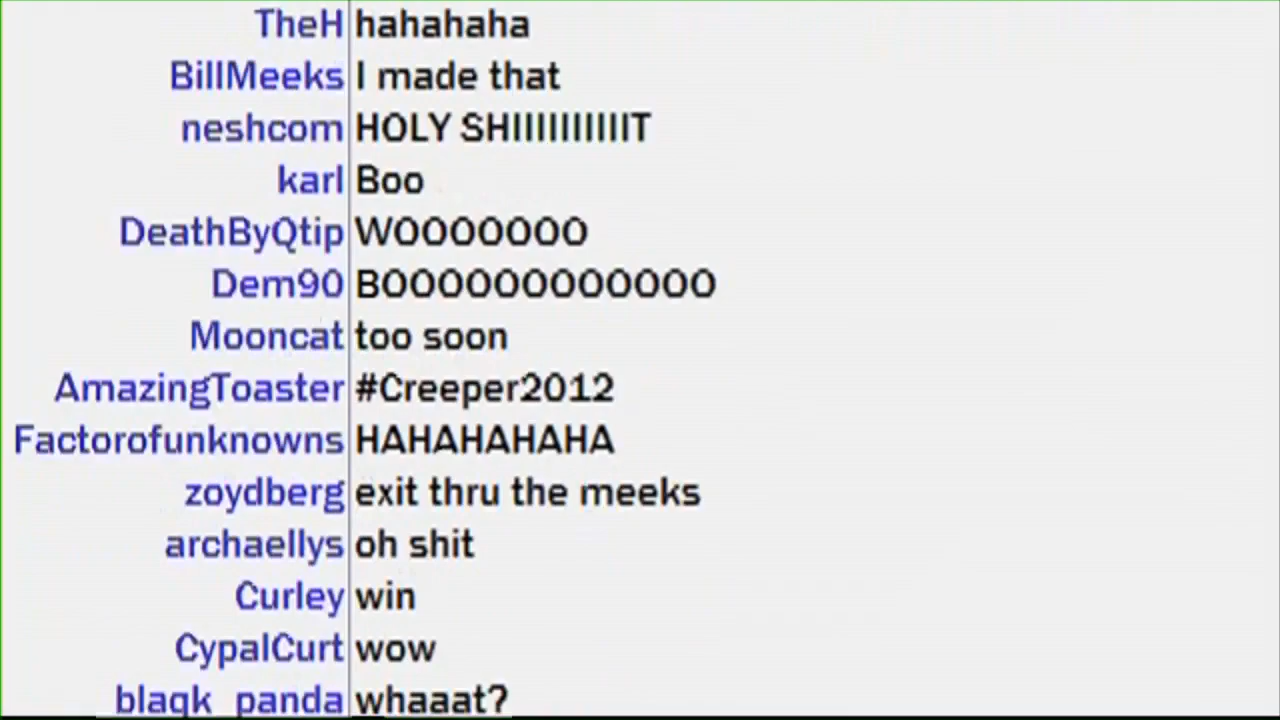 TheH hahahaha
BillMeeks I made that
neshcom HOLY SHIIIIIIIIIIT
karl Boo
DeathByQtip WOOOOOOO
Dem90 BOOOOOOOOOOOO
Mooncat too soon
AmazingToaster #Creeper2012
Factorofunknowns HAHAHAHAHA
zoydberg exit thru the meeks
archaellys oh shit
Curley win
CypalCurt wow
blaqk_panda whaaat?